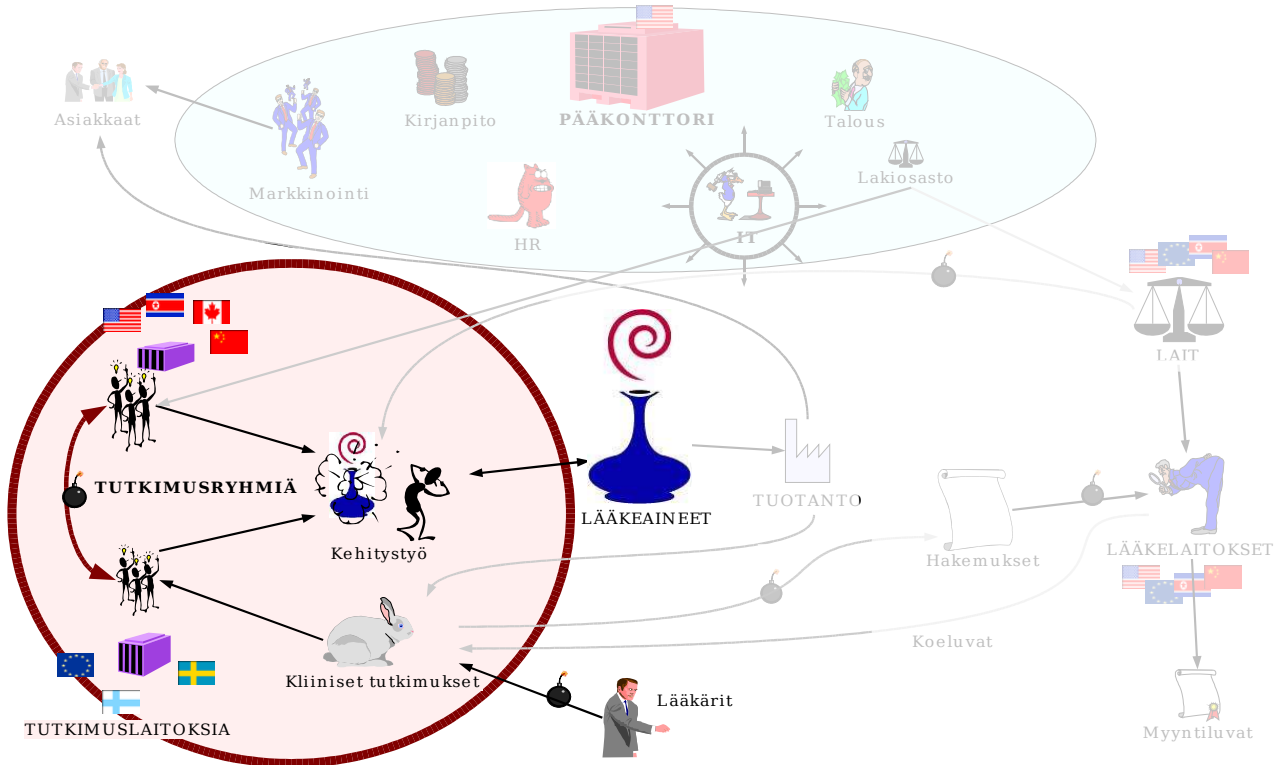 PÄÄKONTTORI
Asiakkaat
Kirjanpito
Talous
Markkinointi
Lakiosasto
HR
IT
LAIT
TUTKIMUSRYHMIÄ
TUOTANTO
LÄÄKEAINEET
Kehitystyö
Hakemukset
LÄÄKELAITOKSET
Koeluvat
Kliiniset tutkimukset
Lääkärit
TUTKIMUSLAITOKSIA
Myyntiluvat